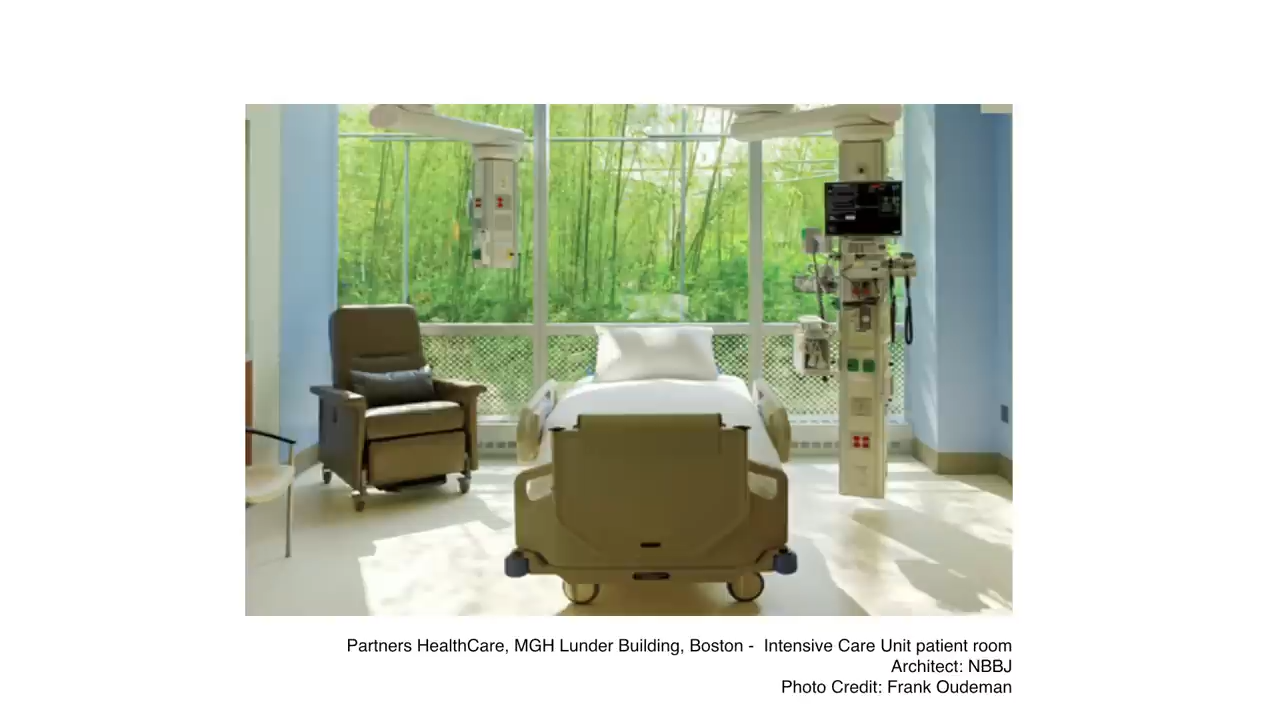 Partners HealthCare, MGH Lunder Building, Boston -  Intensive Care Unit patient room
Architect: NBBJ
Photo Credit: Frank Oudeman